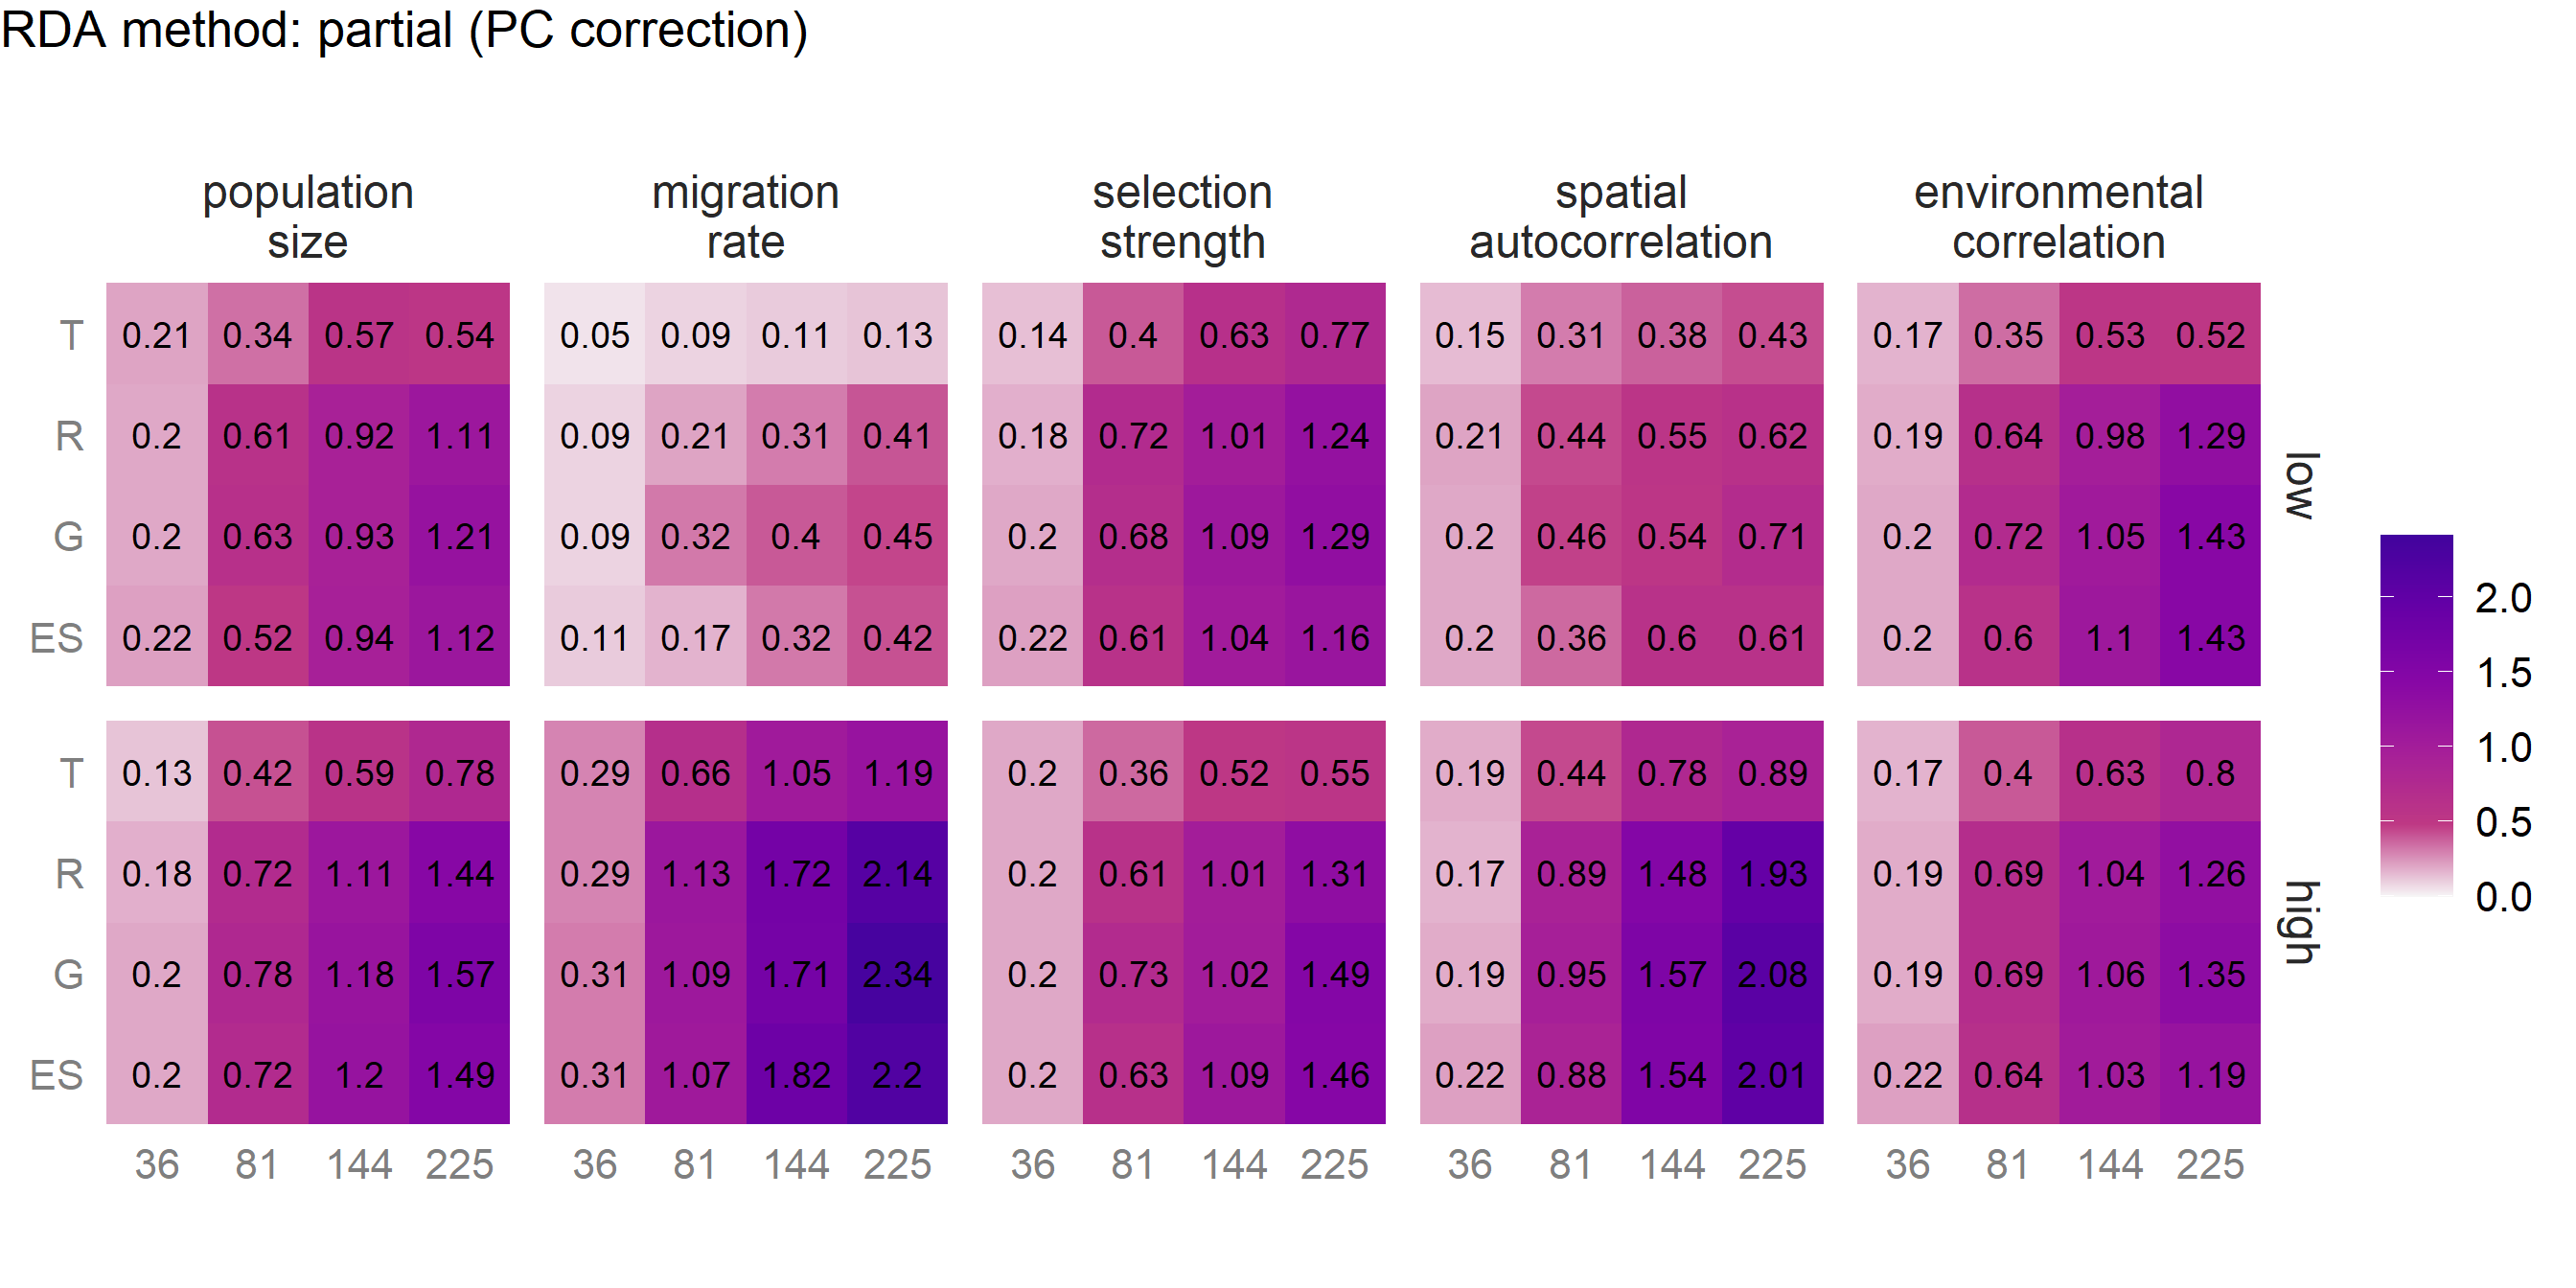 RDA method: partial (PC correction)
population
size
migration
rate
selection
strength
spatial
autocorrelation
environmental
correlation
T 0.21 0.34 0.57 0.54 0.05 0.09 0.11 0.13 0.14 0.4 0.63 0.77 0.15 0.31 0.38 0.43 0.17 0.35 0.53 0.52
R 0.2 0.61 0.92 1.11 0.09 0.21 0.31 0.41 0.18 0.72 1.01 1.24 0.21 0.44 0.55 0.62 0.19 0.64 0.98 1.29
G 0.2 0.63 0.93 1.21 0.09 0.32 0.4 0.45 0.2 0.68 1.09 1.29 0.2 0.46 0.54 0.71 0.2 0.72 1.05 1.43
ES 0.22 0.52 0.94 1.12 0.11 0.17 0.32 0.42 0.22 0.61 1.04 1.16 0.2 0.36 0.6 0.61 0.2 0.6 1.1 1.43
low
T 0.13 0.42 0.59 0.78 0.29 0.66 1.05 1.19 0.2 0.36 0.52 0.55 0.19 0.44 0.78 0.89 0.17 0.4 0.63 0.8
R 0.18 0.72 1.11 1.44 0.29 1.13 1.72 2.14 0.2 0.61 1.01 1.31 0.17 0.89 1.48 1.93 0.19 0.69 1.04 1.26
G 0.2 0.78 1.18 1.57 0.31 1.09 1.71 2.34 0.2 0.73 1.02 1.49 0.19 0.95 1.57 2.08 0.19 0.69 1.06 1.35
ES 0.2 0.72 1.2 1.49 0.31 1.07 1.82 2.2 0.2 0.63 1.09 1.46 0.22 0.88 1.54 2.01 0.22 0.64 1.03 1.19
high
36 81 144 225 36 81 144 225 36 81 144 225 36 81 144 225 36 81 144 225
2.0
1.5
1.0
0.5
0.0